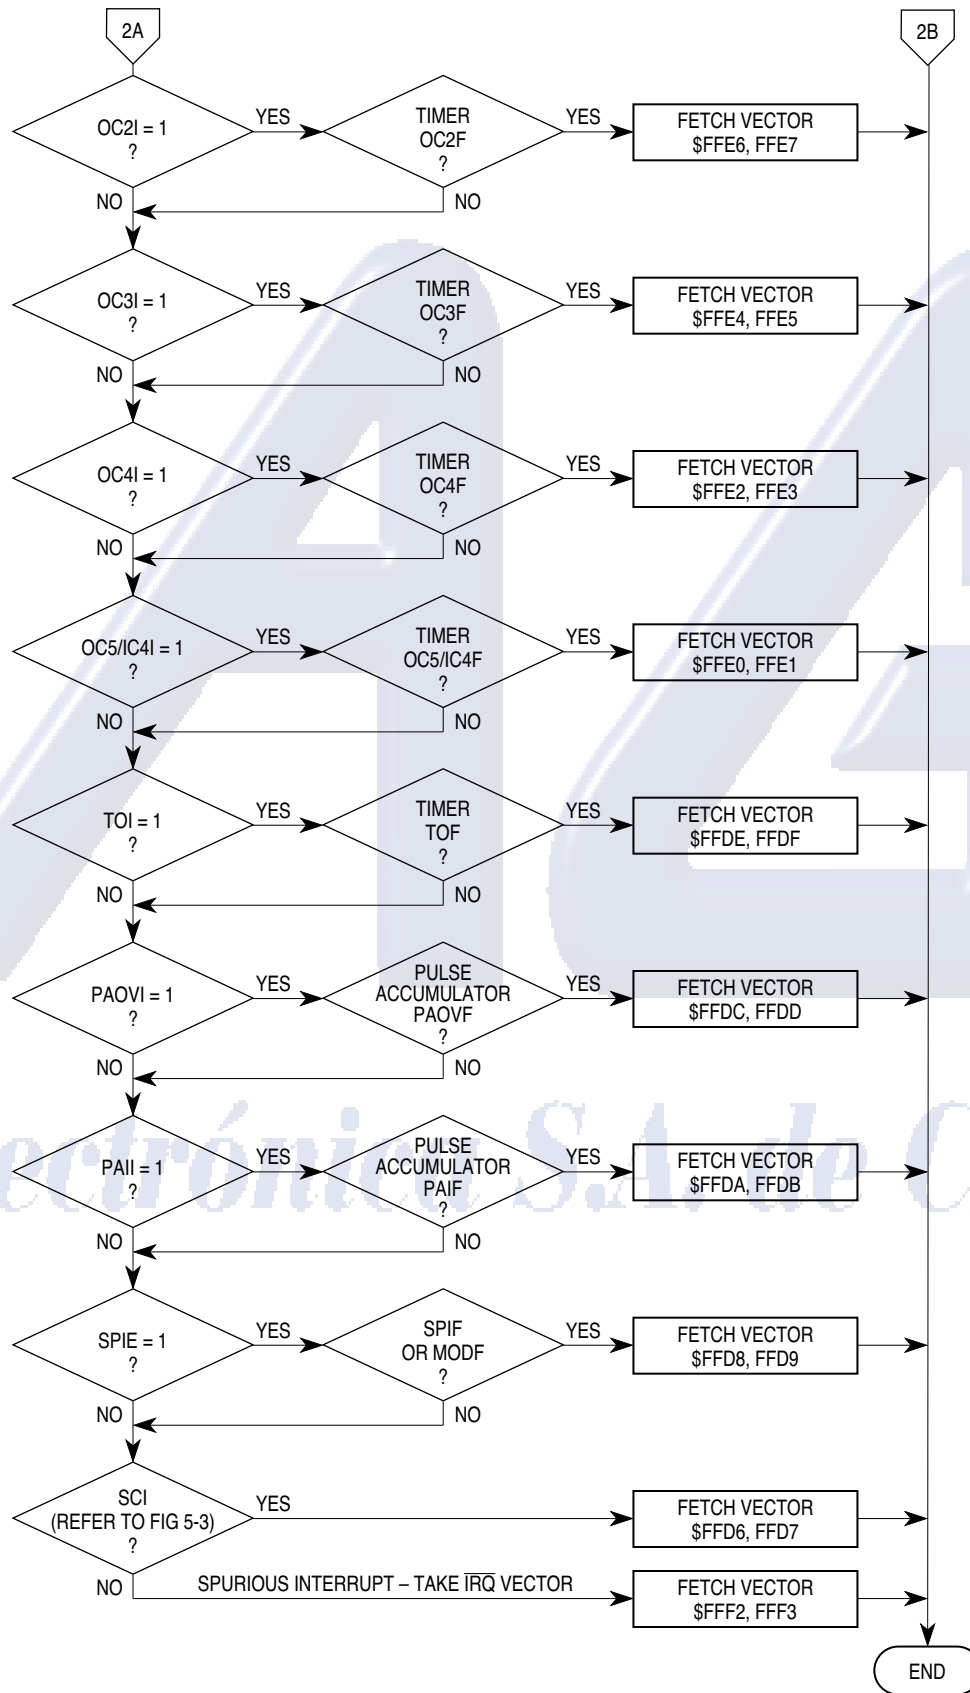 2A
2B
OC2I = 1
?
YES
TIMER
OC2F
?
YES
FETCH VECTOR
$FFE6, FFE7
NO
NO
OC3I = 1
?
YES
TIMER
OC3F
?
YES
FETCH VECTOR
$FFE4, FFE5
NO
NO
OC4I = 1
?
YES
TIMER
OC4F
?
YES
FETCH VECTOR
$FFE2, FFE3
NO
NO
OC5/IC4I = 1
?
YES
TIMER
OC5/IC4F
?
YES
FETCH VECTOR
$FFE0, FFE1
NO
NO
TOI = 1
?
YES
TIMER
TOF
?
YES
FETCH VECTOR
$FFDE, FFDF
NO
NO
PAOVI = 1
?
YES
PULSE
ACCUMULATOR
PAOVF
?
YES
FETCH VECTOR
$FFDC, FFDD
NO
NO
PAII = 1
?
YES
PULSE
ACCUMULATOR
PAIF
?
YES
FETCH VECTOR
$FFDA, FFDB
ectrónica S.A. de C
NO
NO
SPIE = 1
?
YES
SPIF
OR MODF
?
YES
FETCH VECTOR
$FFD8, FFD9
NO
NO
SCI
(REFER TO FIG 5-3)
?
YES
FETCH VECTOR
$FFD6, FFD7
NO
SPURIOUS INTERRUPT – TAKE IRQ VECTOR
FETCH VECTOR
$FFF2, FFF3
END